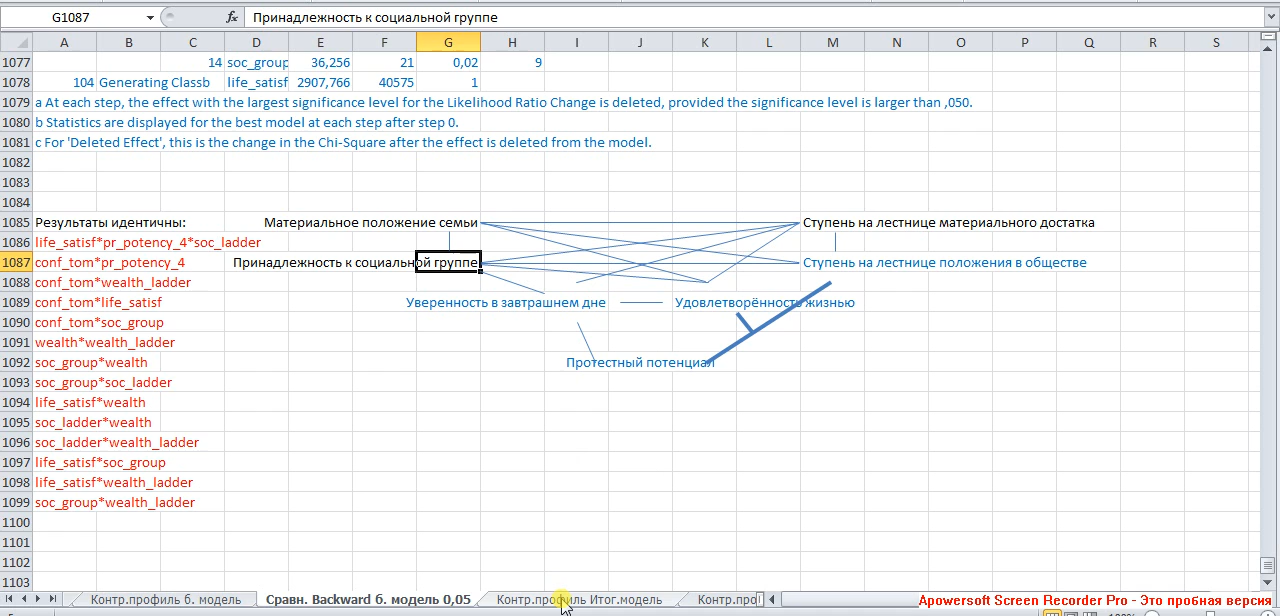 G1087 fx Принадлежность к социальной группе
A B C D E F G H I J K L M N O P Q R S
1077 14 soc_group 36,256 21 0,02 9
1078 104 Generating Classb life_satisf 2907,766 40575 1
1079 a At each step, the effect with the largest significance level for the Likelihood Ratio Change is deleted, provided the significance level is larger than ,050.
1080 b Statistics are displayed for the best model at each step after step 0.
1081 c For 'Deleted Effect', this is the change in the Chi-Square after the effect is deleted from the model.
1082
1083
1084
1085 Результаты идентичны: Материальное положение семьи Ступень на лестнице материального достатка
1086 life_satisf*pr_potency_4*soc_ladder
1087 conf_tom*pr_potency_4 Принадлежность к социальной группе Ступень на лестнице положения в обществе
1088 conf_tom*wealth_ladder
1089 conf_tom*life_satisf Уверенность в завтрашнем дне Удовлетворённость жизнью
1090 conf_tom*soc_group
1091 wealth*wealth_ladder
1092 soc_group*wealth Протестный потенциал
1093 soc_group*soc_ladder
1094 life_satisf*wealth
1095 soc_ladder*wealth
1096 soc_ladder*wealth_ladder
1097 life_satisf*soc_group
1098 life_satisf*wealth_ladder
1099 soc_group*wealth_ladder
1100
1101
1102
1103
Контр.профиль б. модель Сравн. Backward б. модель 0,05 Контр.профиль Итог.модель Контр.про
Apowersoft Screen Recorder Pro - Это пробная версия